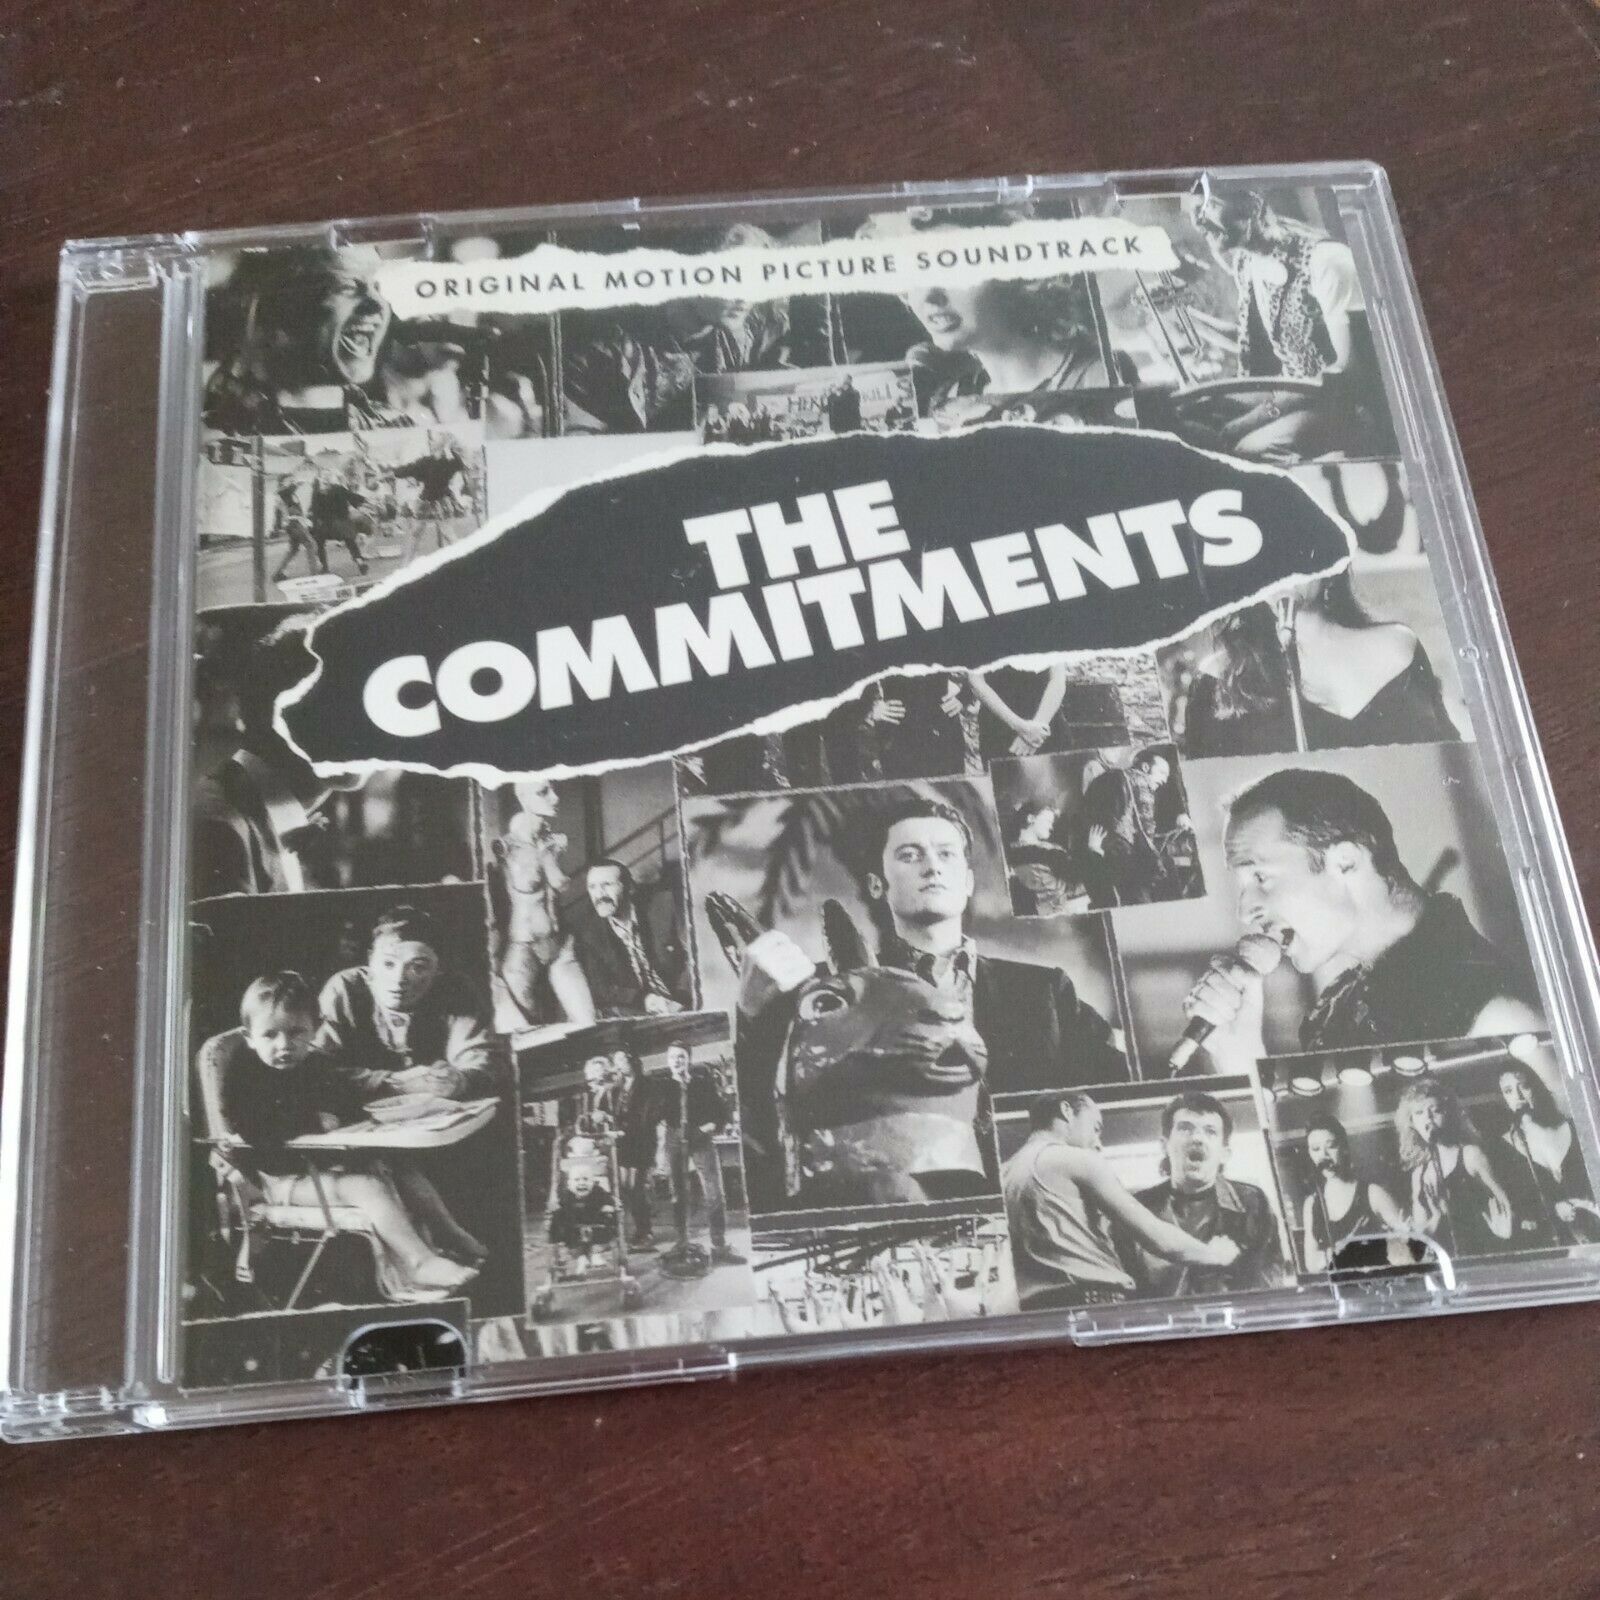 ORIGINAL MOTION PICTURE SOUNDTRACK
THE
COMMITMENTS